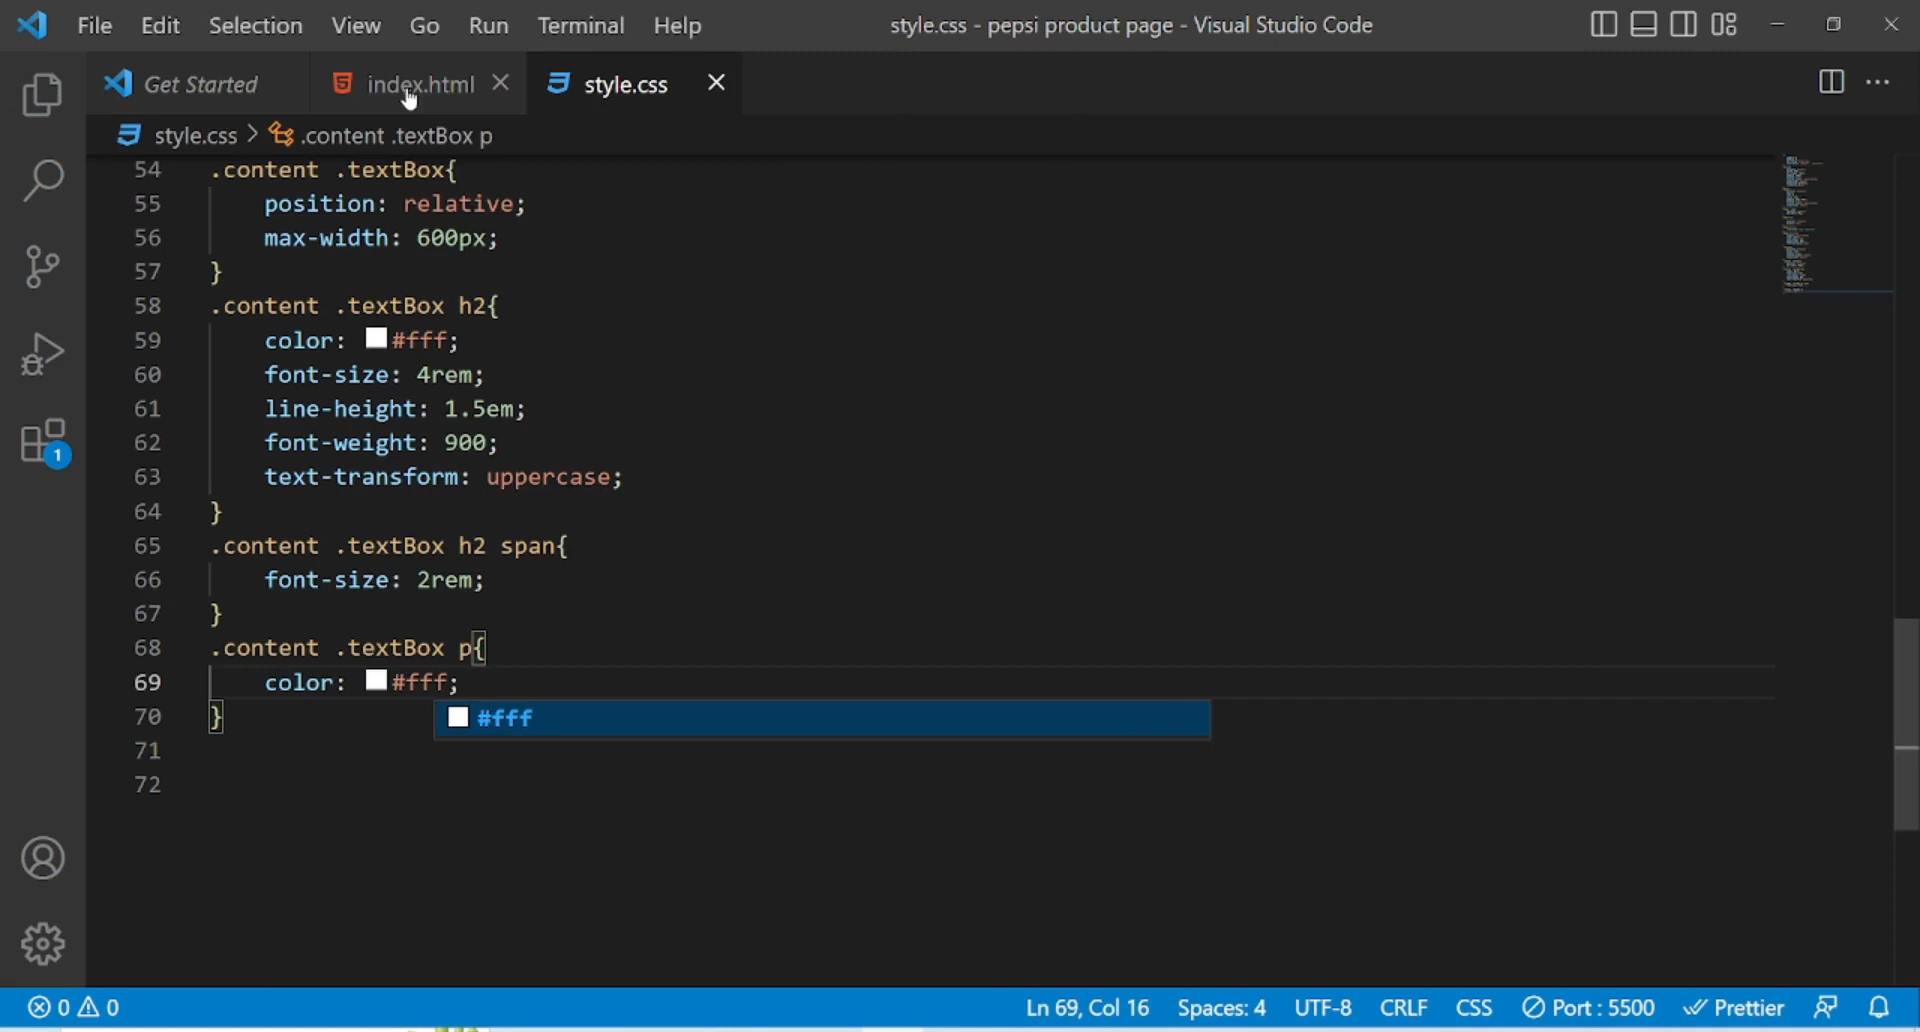 File Edit Selection View Go Run Terminal Help style.css - pepsi product page - Visual Studio Code
Get Started index.html style.css
style.css > .content .textBox p
54 .content .textBox{
55 position: relative;
56 max-width: 600px;
57 }
58 .content .textBox h2{
59 color: #fff;
60 font-size: 4rem;
61 line-height: 1.5em;
62 font-weight: 900;
63 text-transform: uppercase;
64 }
65 .content .textBox h2 span{
66 font-size: 2rem;
67 }
68 .content .textBox p{
69 color: #fff;
70 }
#fff
71
72
1
0 0 Ln 69, Col 16 Spaces: 4 UTF-8 CRLF CSS Port : 5500 Prettier